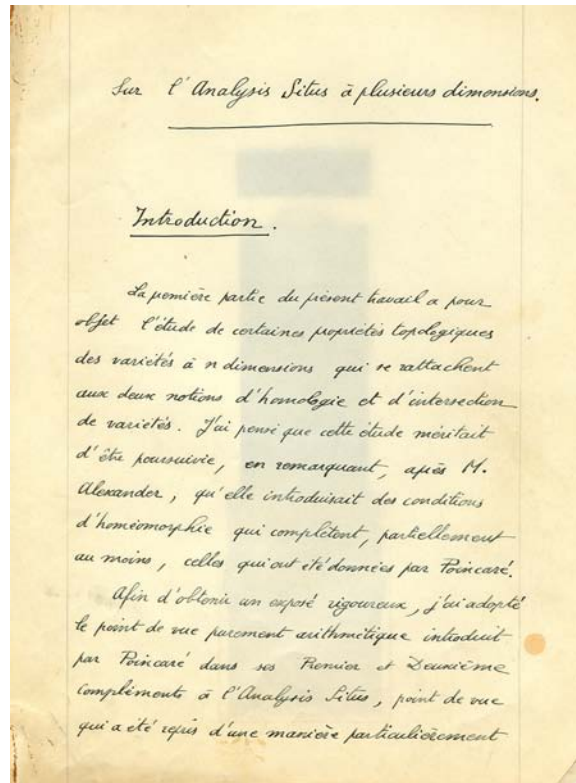 Sur l'Analysis Situs à plusieurs dimensions.
Introduction.
La première partie du présent travail a pour
objet l'étude de certaines propriétés topologiques
des variétés à n dimensions qui se rattachent
aux deux notions d'homologie et d'intersection
de variétés. J'ai pensé que cette étude méritait
d'être poursuivie, en remarquant, après M.
Alexander, qu'elle introduisait des conditions
d'homéomorphie qui complètent, partiellement
au moins, celles qui ont été données par Poincaré.
Afin d'obtenir un exposé rigoureux, j'ai adopté
le point de vue purement arithmétique introduit
par Poincaré dans ses Premier et Deuxième
compléments à l'Analysis Situs, point de vue
qui a été repris d'une manière particulièrement